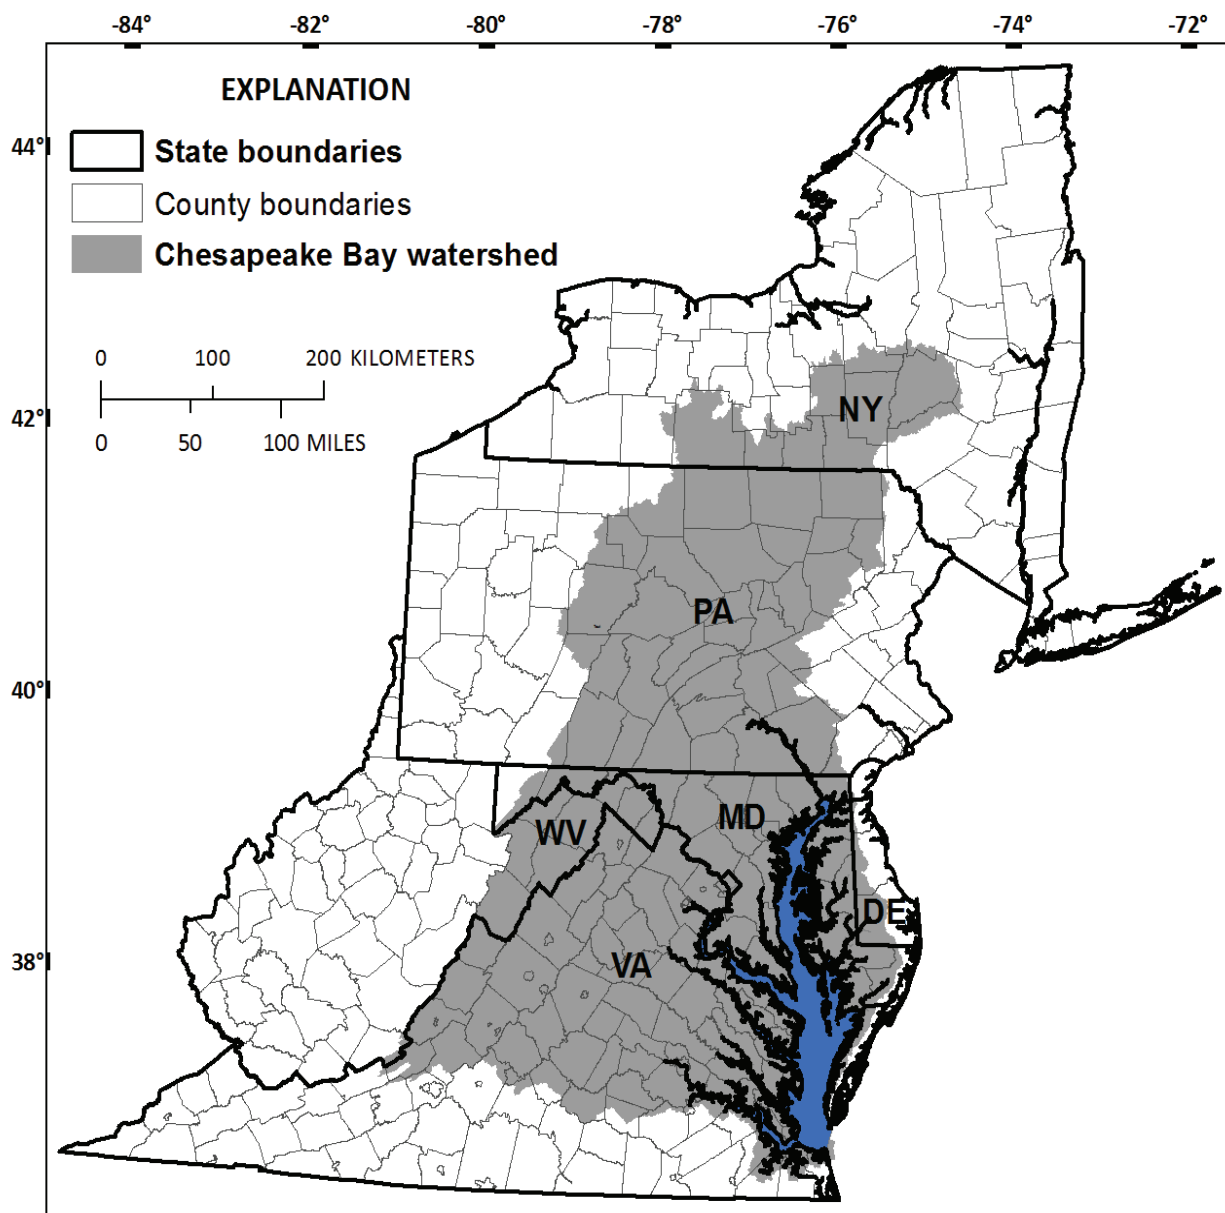 -84° -82° -80° -78° -76° -74° -72°
EXPLANATION
44°
State boundaries
County boundaries
Chesapeake Bay watershed
0 100 200 KILOMETERS
42°
0 50 100 MILES
NY
PA
40°
MD
WV
DE
38°
VA